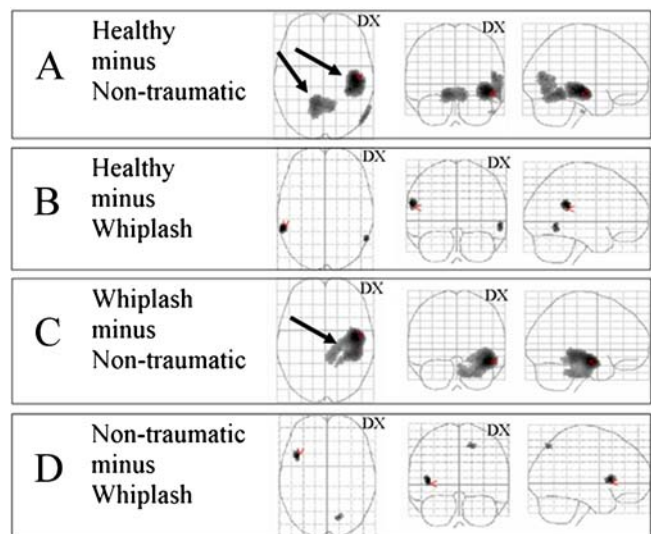 A
Healthy
minus
Non-traumatic
DX
DX
B
Healthy
minus
Whiplash
DX
DX
C
Whiplash
minus
Non-traumatic
DX
DX
D
Non-traumatic
minus
Whiplash
DX
DX